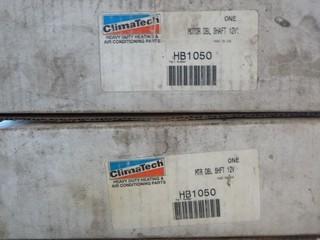 ONE
ClimaTech
HEAVY DUTY HEATING &
AIR CONDITIONING PARTS
MOTOR DBL SHAFT 12V
HB1050
ONE
ClimaTech
HEAVY DUTY HEATING &
AIR CONDITIONING PARTS
MTR DBL SHFT 12V
HB1050